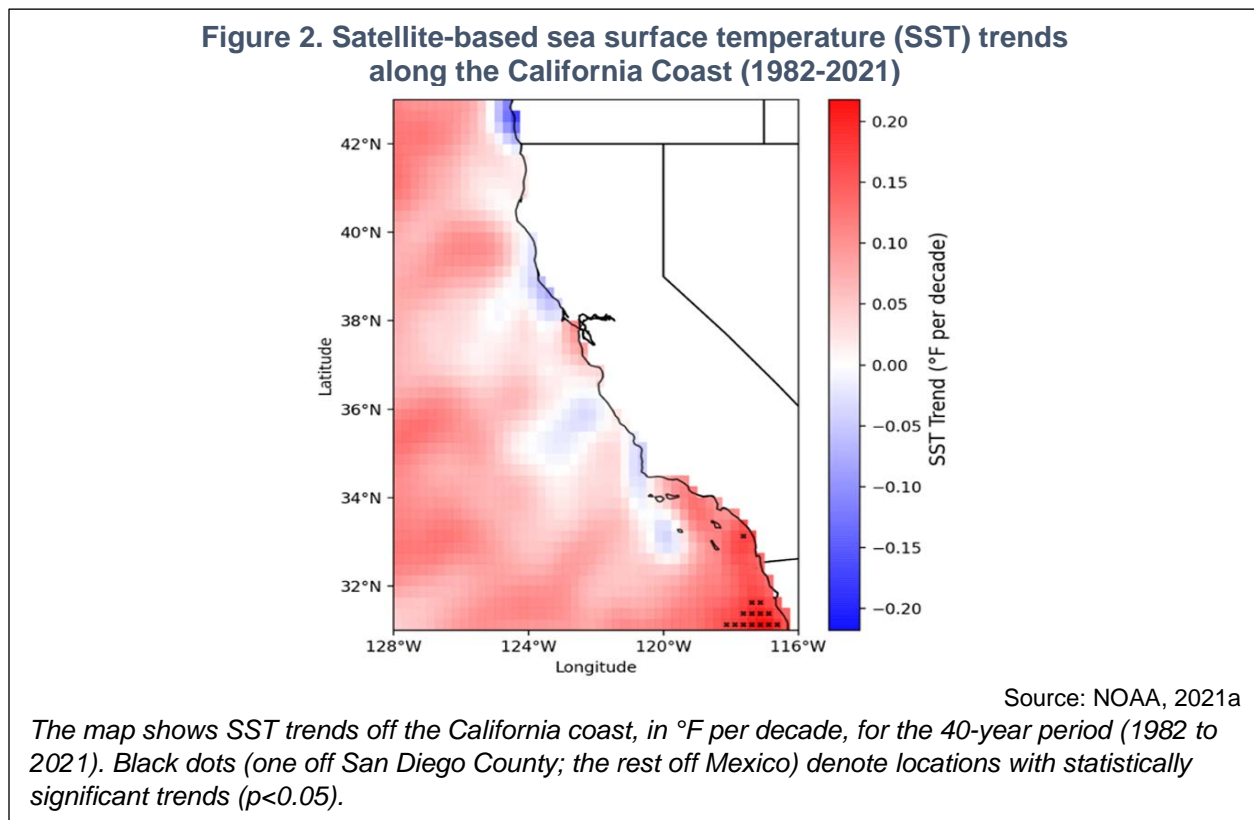 Figure 2. Satellite-based sea surface temperature (SST) trends
along the California Coast (1982-2021)
42°N
40°N
38°N
36°N
34°N
32°N
Latitude
128°W
124°W
120°W
116°W
Longitude
0.20
0.15
0.10
0.05
0.00
−0.05
−0.10
−0.15
−0.20
SST Trend (°F per decade)
Source: NOAA, 2021a
The map shows SST trends off the California coast, in °F per decade, for the 40-year period (1982 to
2021). Black dots (one off San Diego County; the rest off Mexico) denote locations with statistically
significant trends (p<0.05).